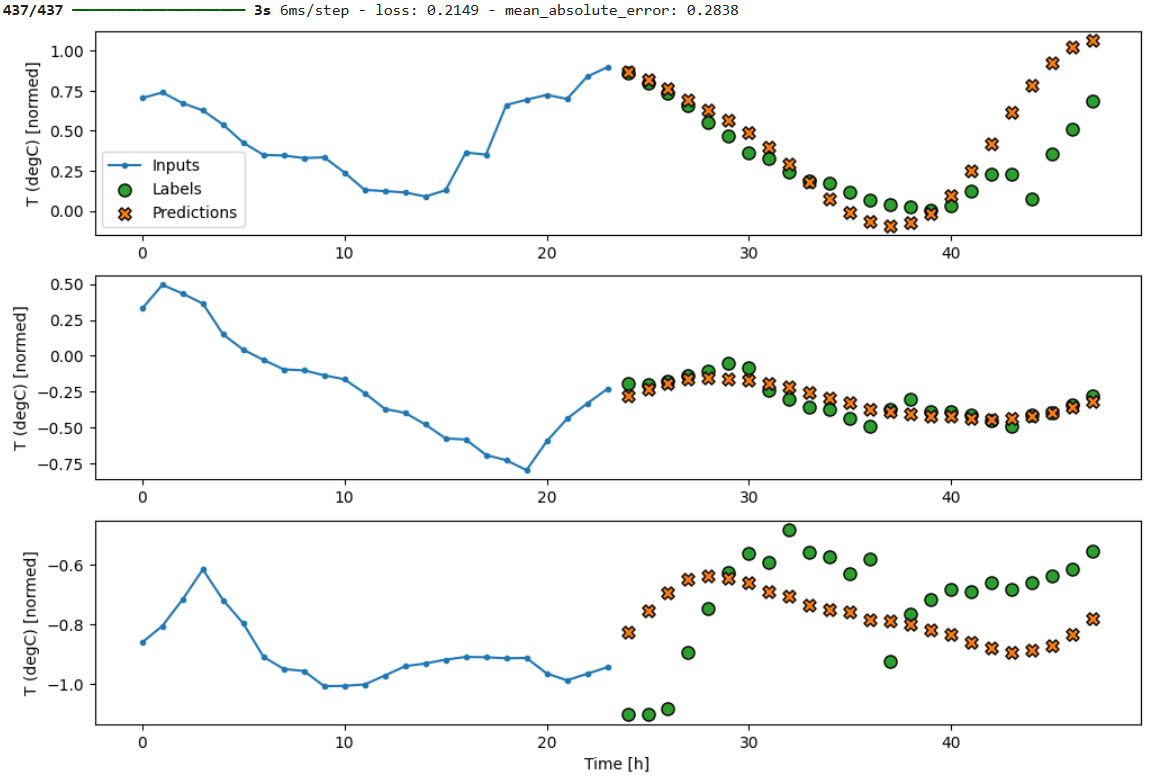 437/437 ━━━━━━━━━━━━━━━━━━━━ 3s 6ms/step - loss: 0.2149 - mean_absolute_error: 0.2838
1.00
0.75
0.50
0.25
0.00
T (degC) [normed]
Inputs
Labels
Predictions
0 10 20 30 40
0.50
0.25
0.00
−0.25
−0.50
−0.75
T (degC) [normed]
0 10 20 30 40
−0.6
−0.8
−1.0
T (degC) [normed]
0 10 20 30 40
Time [h]